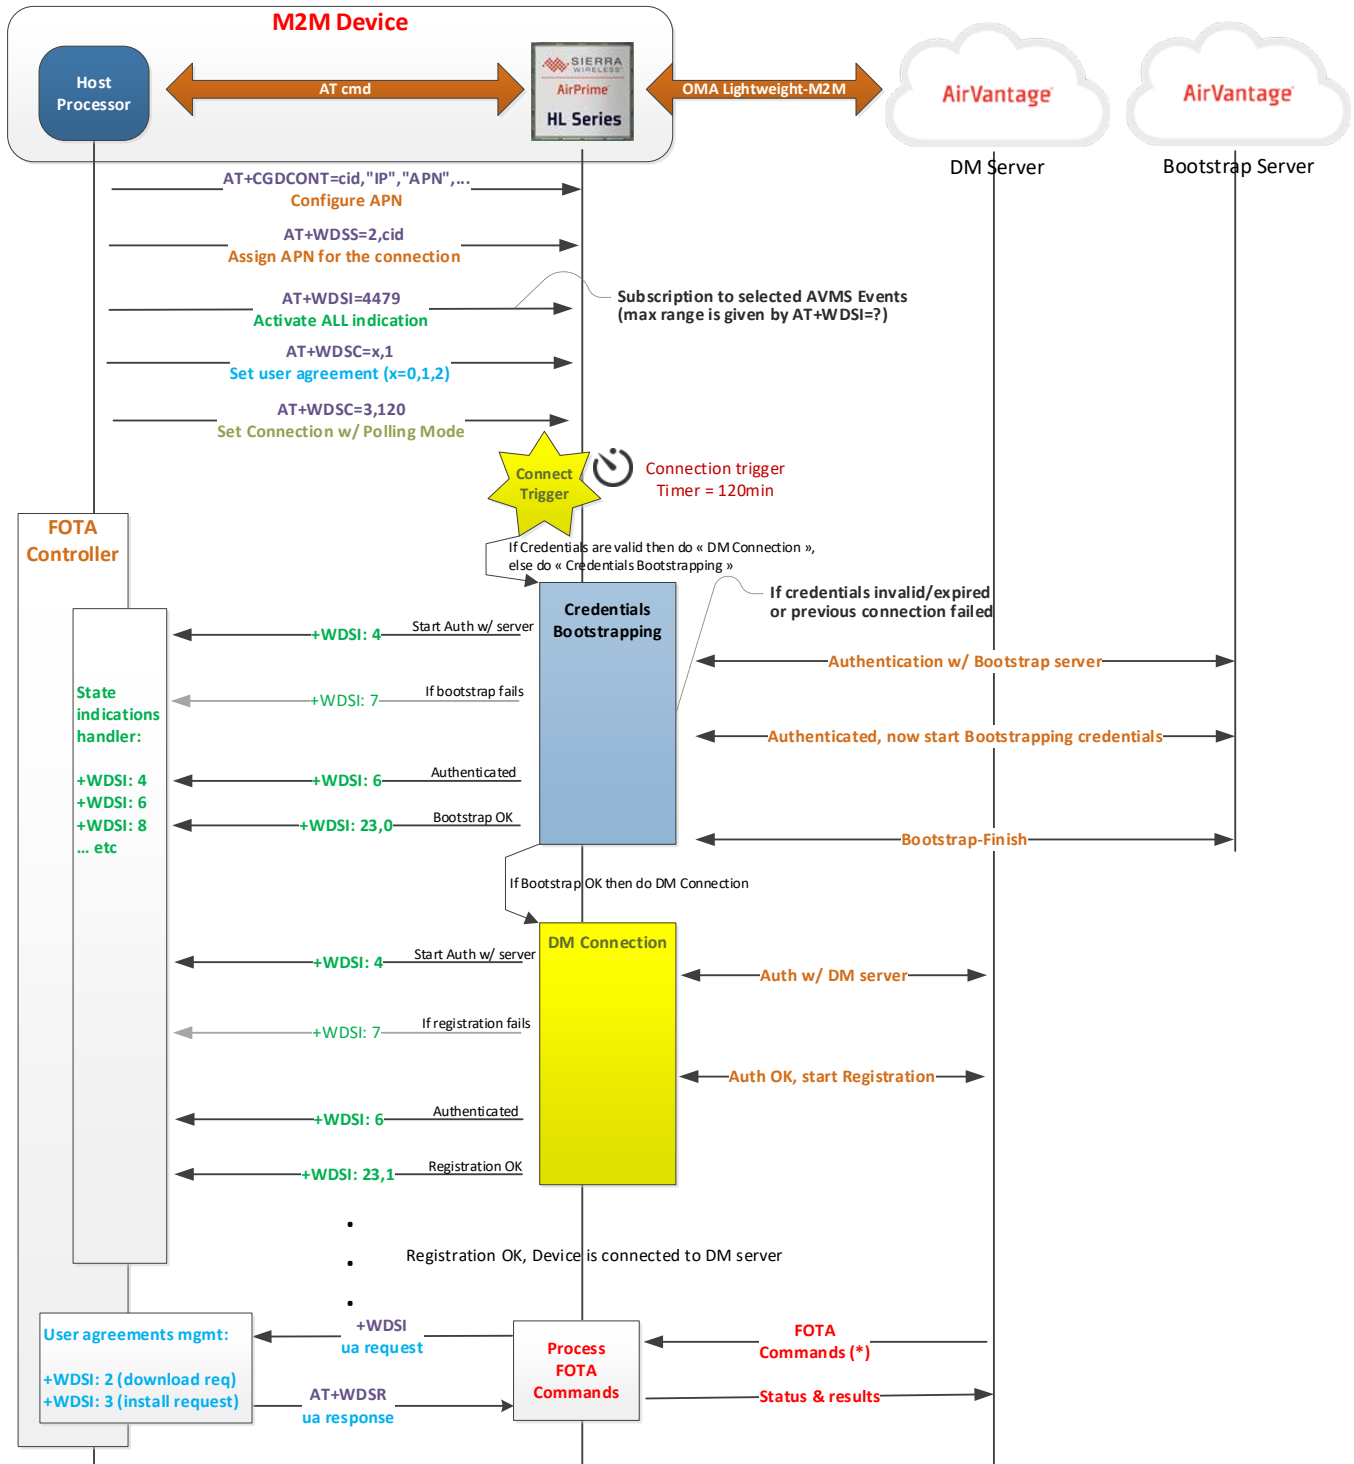 M2M Device
Host
Processor
AT cmd
SIERRA
WIRELESS
AirPrime
HL Series
OMA Lightweight-M2M
AirVantage
AirVantage
DM Server
Bootstrap Server
AT+CGDCONT=cid,"IP","APN",...
Configure APN
AT+WDSS=2,cid
Assign APN for the connection
AT+WDSI=4479
Activate ALL indication
Subscription to selected AVMS Events
(max range is given by AT+WDSI=?)
AT+WDSC=x,1
Set user agreement (x=0,1,2)
AT+WDSC=3,120
Set Connection w/ Polling Mode
Connect
Trigger
Connection trigger
Timer = 120min
FOTA
Controller
If Credentials are valid then do « DM Connection »,
else do « Credentials Bootstrapping »
If credentials invalid/expired
or previous connection failed
Credentials
Bootstrapping
+WDSI: 4
Start Auth w/ server
Authentication w/ Bootstrap server
State
indications
handler:
+WDSI: 4
+WDSI: 6
+WDSI: 8
... etc
+WDSI: 7
If bootstrap fails
Authenticated, now start Bootstrapping credentials
+WDSI: 6
Authenticated
+WDSI: 23,0
Bootstrap OK
Bootstrap-Finish
If Bootstrap OK then do DM Connection
DM Connection
+WDSI: 4
Start Auth w/ server
Auth w/ DM server
+WDSI: 7
If registration fails
Auth OK, start Registration
+WDSI: 6
Authenticated
+WDSI: 23,1
Registration OK
Registration OK, Device is connected to DM server
User agreements mgmt:
+WDSI: 2 (download req)
+WDSI: 3 (install request)
+WDSI
ua request
AT+WDSR
ua response
Process
FOTA
Commands
FOTA
Commands (*)
Status & results